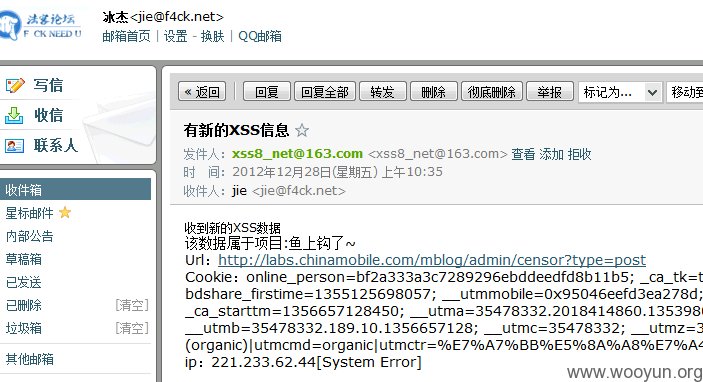 法客论坛
F CK NEED U
冰杰<jie@f4ck.net>
邮箱首页 | 设置 - 换肤 | QQ邮箱
写信
收信
联系人
收件箱
星标邮件
内部公告
草稿箱
已发送
已删除 [清空]
垃圾箱 [清空]
其他邮箱
« 返回 回复 回复全部 转发 删除 彻底删除 举报 标记为... 移动到
有新的XSS信息
发件人：xss8_net@163.com <xss8_net@163.com> 查看 添加 拒收
时 间：2012年12月28日(星期五) 上午10:35
收件人：jie <jie@f4ck.net>
收到新的XSS数据
该数据属于项目:鱼上钩了~
Url：http://labs.chinamobile.com/mblog/admin/censor?type=post
Cookie：online_person=bf2a333a3c7289296ebddeedfd8b11b5; _ca_tk=t
bdshare_firstime=1355125698057; __utmmobile=0x95046eefd3ea278d;
_ca_starttm=1356657128450; __utma=35478332.2018414860.1353980
__utmb=35478332.189.10.1356657128; __utmc=35478332; __utmz=3
(organic)|utmcmd=organic|utmctr=%E7%A7%BB%E5%8A%A8%E7%4
ip：221.233.62.44[System Error]
www.wooyun.org